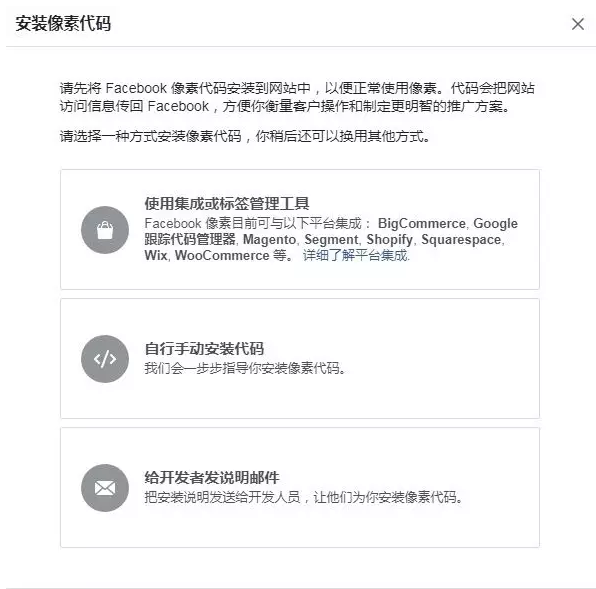 安装像素代码
请先将 Facebook 像素代码安装到网站中，以便正常使用像素。代码会把网站
访问信息传回 Facebook，方便你衡量客户操作和制定更明智的推广方案。
请选择一种方式安装像素代码，你稍后还可以换用其他方式。
使用集成或标签管理工具
Facebook 像素目前可与以下平台集成： BigCommerce, Google
跟踪代码管理器, Magento, Segment, Shopify, Squarespace,
Wix, WooCommerce 等。 详细了解平台集成.
自行手动安装代码
我们会一步步指导你安装像素代码。
给开发者发说明邮件
把安装说明发送给开发人员，让他们为你安装像素代码。